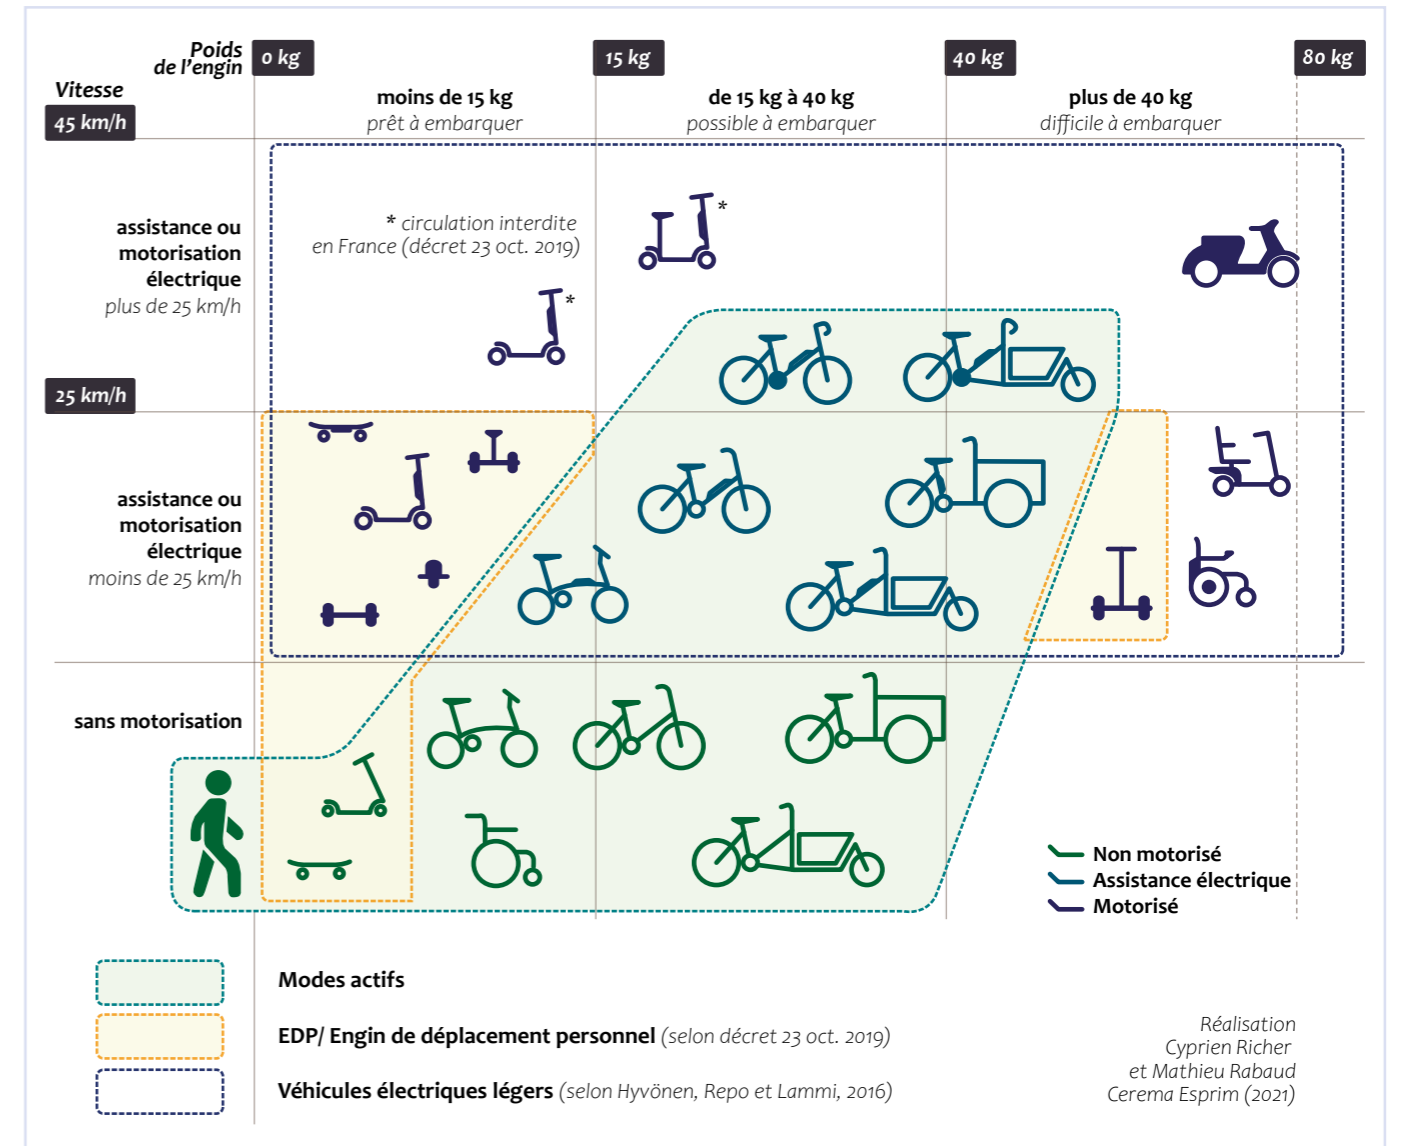 Poids
de l'engin
0 kg
15 kg
40 kg
80 kg
Vitesse
45 km/h
moins de 15 kg
prêt à embarquer
de 15 kg à 40 kg
possible à embarquer
plus de 40 kg
difficile à embarquer
assistance ou
motorisation
électrique
plus de 25 km/h
* circulation interdite
en France (décret 23 oct. 2019)
*
*
25 km/h
assistance ou
motorisation
électrique
moins de 25 km/h
sans motorisation
Non motorisé
Assistance électrique
Motorisé
Modes actifs
EDP/ Engin de déplacement personnel (selon décret 23 oct. 2019)
Véhicules électriques légers (selon Hyvönen, Repo et Lammi, 2016)
Réalisation
Cyprien Richer
et Mathieu Rabaud
Cerema Esprim (2021)